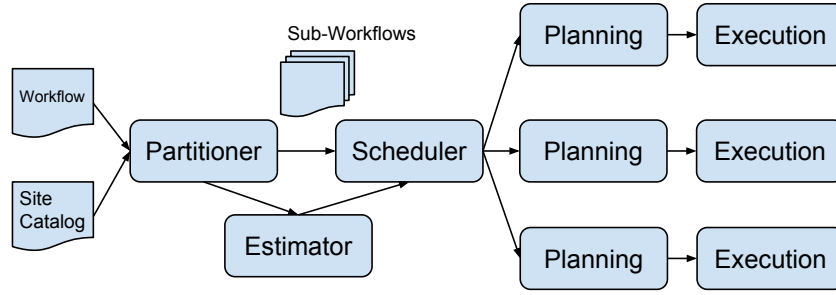 Sub-Workflows
Workflow
Site
Catalog
Partitioner
Scheduler
Estimator
Planning
Execution
Planning
Execution
Planning
Execution